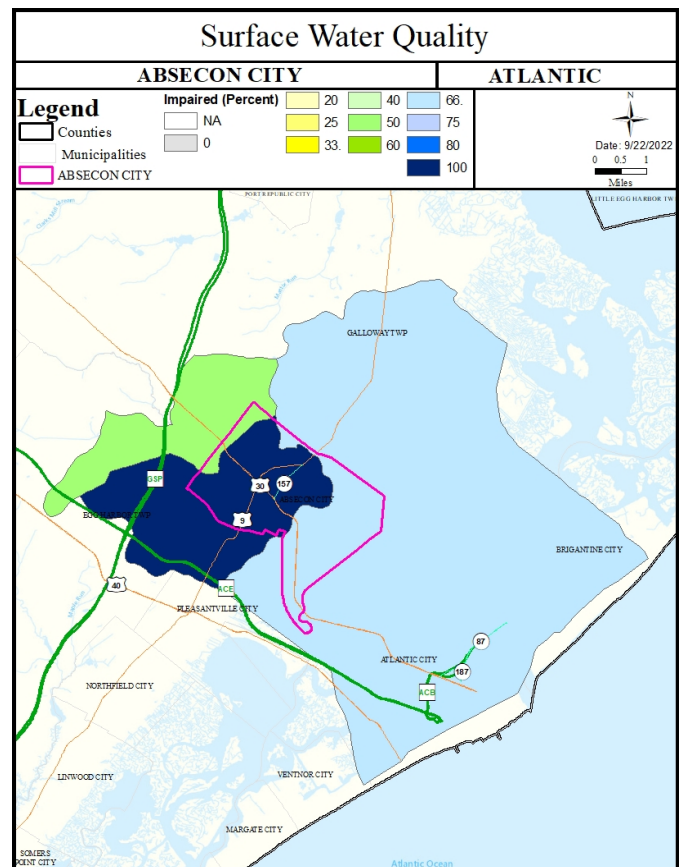 Surface Water Quality
ABSECON CITY
ATLANTIC
Legend
Counties
Municipalities
ABSECON CITY
Impaired (Percent)
NA
0
20
25
33.
40
50
60
66.
75
80
100
N
Date: 9/22/2022
0 0.5 1
Miles
PORT REPUBLIC CITY
LITTLE EGG HARBOR TWP
GALLOWAY TWP
GSP
30
157
ABSECON CITY
9
EGG HARBOR TWP
BRIGANTINE CITY
40
ACE
PLEASANTVILLE CITY
87
ATLANTIC CITY
187
ACB
NORTHFIELD CITY
LINWOOD CITY
VENTNOR CITY
MARGATE CITY
SOMERS
POINT CITY
Atlantic Ocean